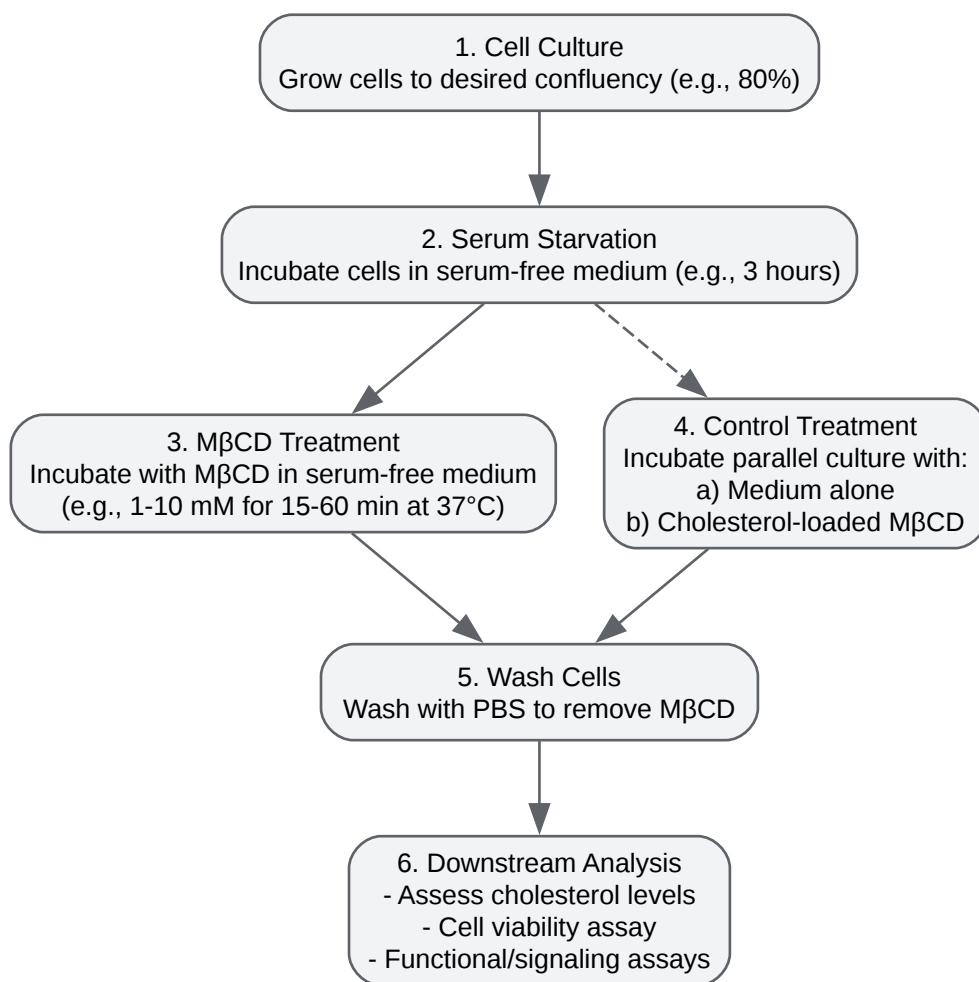 1. Cell Culture
Grow cells to desired confluency (e.g., 80%)
2. Serum Starvation
Incubate cells in serum-free medium (e.g., 3 hours)
3. MβCD Treatment
Incubate with MβCD in serum-free medium
(e.g., 1-10 mM for 15-60 min at 37°C)
4. Control Treatment
Incubate parallel culture with:
a) Medium alone
b) Cholesterol-loaded MβCD
5. Wash Cells
Wash with PBS to remove MβCD
6. Downstream Analysis
- Assess cholesterol levels
- Cell viability assay
- Functional/signaling assays